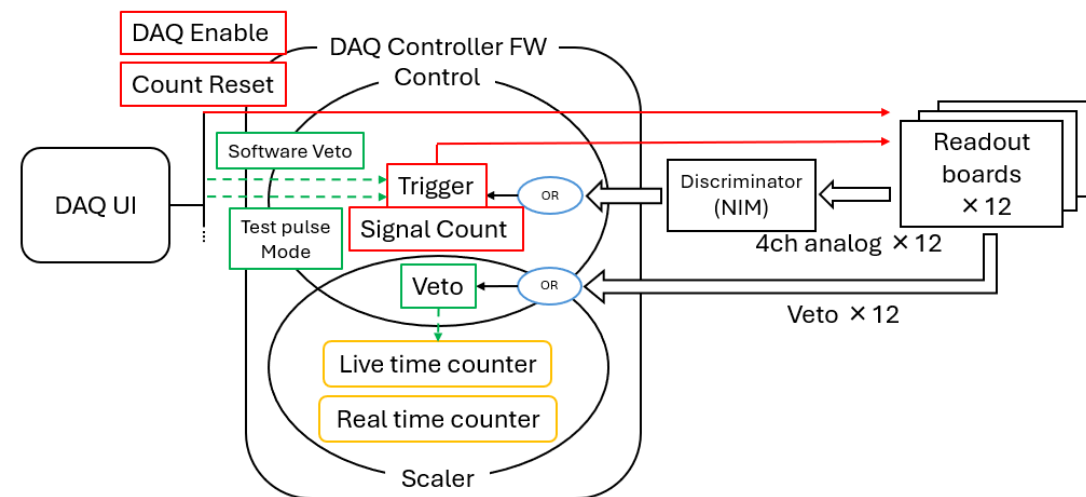 DAQ Enable
DAQ Controller FW
Count Reset
Control
Software Veto
Readout
boards
×12
Trigger
OR
Discriminator
(NIM)
DAQ UI
Test pulse
Mode
Signal Count
4ch analog ×12
Veto
OR
Veto ×12
Live time counter
Real time counter
Scaler